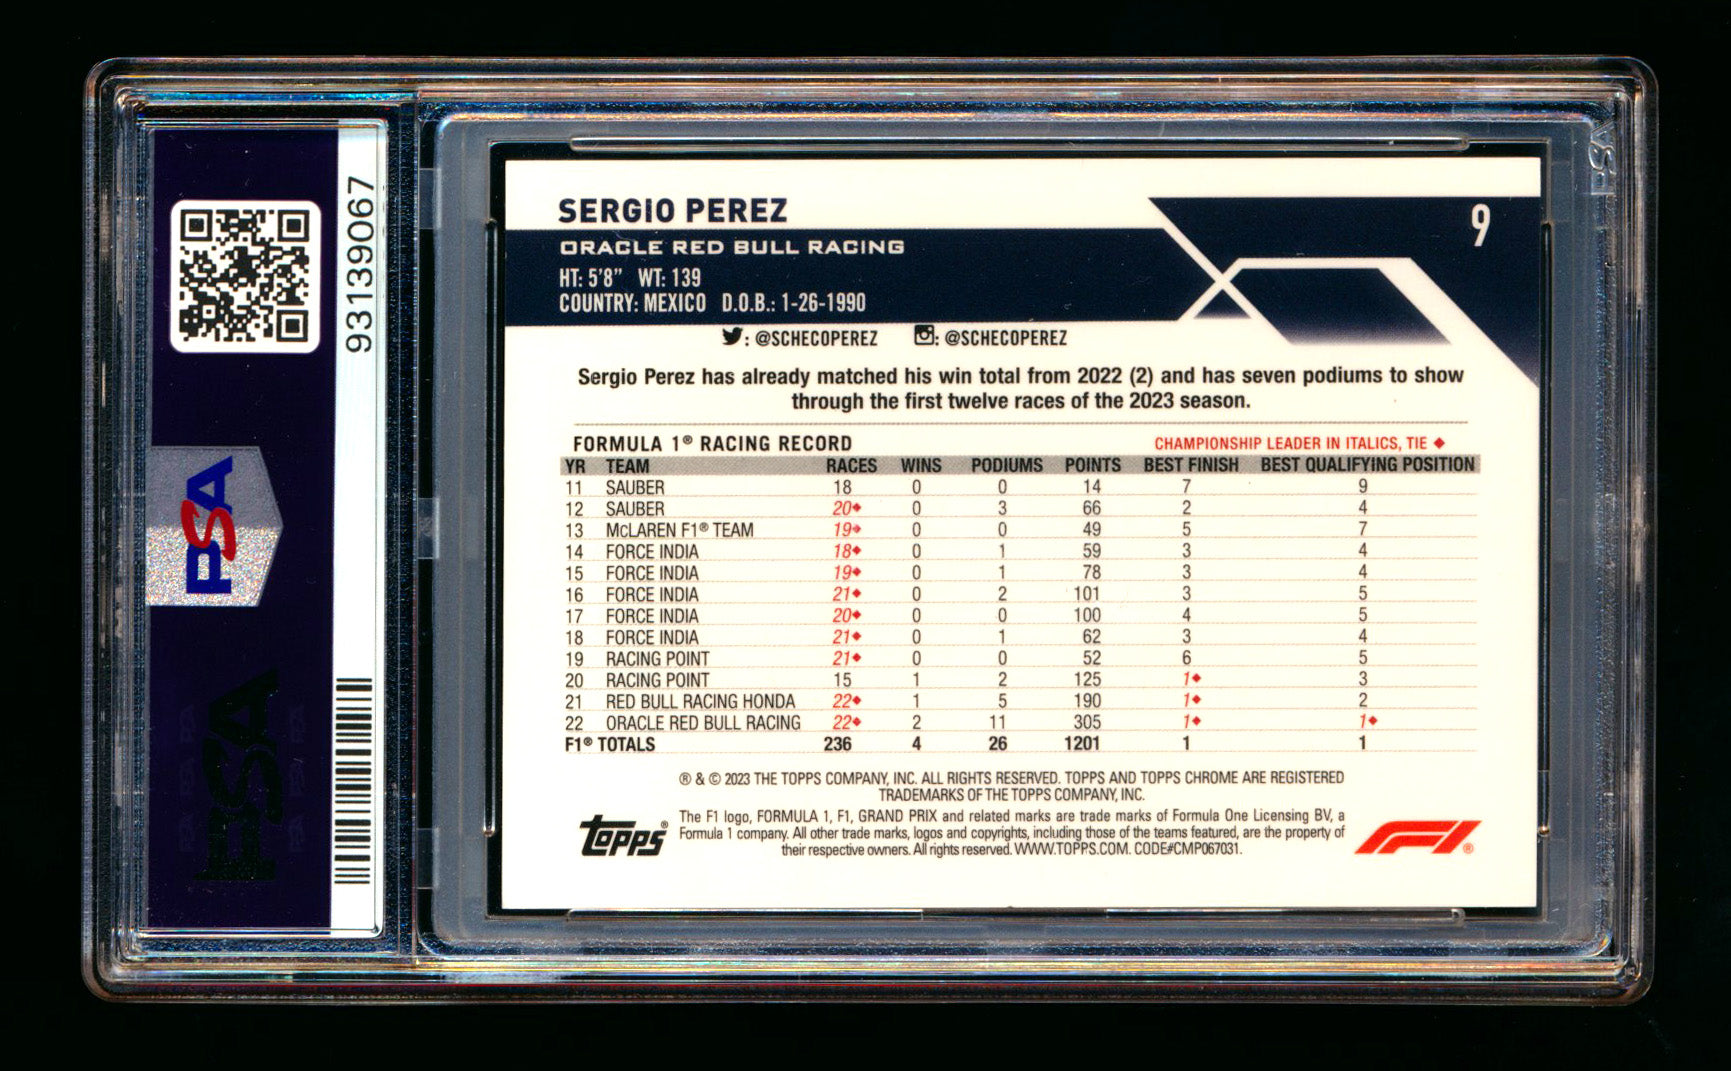 93139067
PSA
PSA
PSA
SERGIO PEREZ
9
ORACLE RED BULL RACING
HT: 5'8" WT: 139
COUNTRY: MEXICO D.O.B.: 1-26-1990
: @SCHECOPEREZ : @SCHECOPEREZ
Sergio Perez has already matched his win total from 2022 (2) and has seven podiums to show
through the first twelve races of the 2023 season.
FORMULA 1® RACING RECORD CHAMPIONSHIP LEADER IN ITALICS, TIE ◆
YR TEAM RACES WINS PODIUMS POINTS BEST FINISH BEST QUALIFYING POSITION
11 SAUBER 18 0 0 14 7 9
12 SAUBER 20◆ 0 3 66 2 4
13 McLAREN F1® TEAM 19◆ 0 0 49 5 7
14 FORCE INDIA 18◆ 0 1 59 3 4
15 FORCE INDIA 19◆ 0 1 78 3 4
16 FORCE INDIA 21◆ 0 2 101 3 5
17 FORCE INDIA 20◆ 0 0 100 4 5
18 FORCE INDIA 21◆ 0 1 62 3 4
19 RACING POINT 21◆ 0 0 52 6 5
20 RACING POINT 15 1 2 125 1◆ 3
21 RED BULL RACING HONDA 22◆ 1 5 190 1◆ 2
22 ORACLE RED BULL RACING 22◆ 2 11 305 1◆ 1◆
F1® TOTALS 236 4 26 1201 1 1
® & © 2023 THE TOPPS COMPANY, INC. ALL RIGHTS RESERVED. TOPPS AND TOPPS CHROME ARE REGISTERED
TRADEMARKS OF THE TOPPS COMPANY, INC.
The F1 logo, FORMULA 1, F1, GRAND PRIX and related marks are trade marks of Formula One Licensing BV, a
Formula 1 company. All other trade marks, logos and copyrights, including those of the teams featured, are the property of
their respective owners. All rights reserved. WWW.TOPPS.COM. CODE#CMP067031.
Topps®
F1®